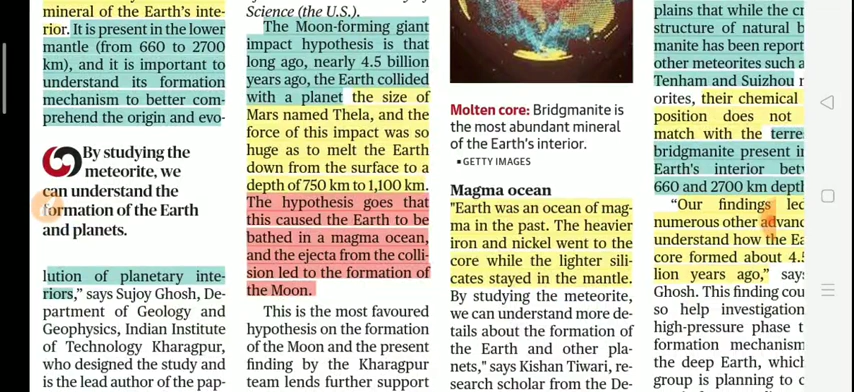 mineral of the Earth's inte-
rior. It is present in the lower
mantle (from 660 to 2700
km), and it is important to
understand its formation
mechanism to better com-
prehend the origin and evo-
By studying the
meteorite, we
can understand the
formation of the Earth
and planets.
lution of planetary inte-
riors," says Sujoy Ghosh, De-
partment of Geology and
Geophysics, Indian Institute
of Technology Kharagpur,
who designed the study and
is the lead author of the pap-
Science (the U.S.).
The Moon-forming giant
impact hypothesis is that
long ago, nearly 4.5 billion
years ago, the Earth collided
with a planet the size of
Mars named Thela, and the
force of this impact was so
huge as to melt the Earth
down from the surface to a
depth of 750 km to 1,100 km.
The hypothesis goes that
this caused the Earth to be
bathed in a magma ocean,
and the ejecta from the colli-
sion led to the formation of
the Moon.
This is the most favoured
hypothesis on the formation
of the Moon and the present
finding by the Kharagpur
team lends further support
Molten core: Bridgmanite is
the most abundant mineral
of the Earth's interior.
▪ GETTY IMAGES
Magma ocean
"Earth was an ocean of mag-
ma in the past. The heavier
iron and nickel went to the
core while the lighter sili-
cates stayed in the mantle.
By studying the meteorite,
we can understand more de-
tails about the formation of
the Earth and other pla-
nets," says Kishan Tiwari, re-
search scholar from the De-
plains that while the cr
structure of natural b
manite has been report
other meteorites such a
Tenham and Suizhou
orites, their chemical
position does not
match with the terre
bridgmanite present i
Earth's interior bet
660 and 2700 km depth
"Our findings led
numerous other advanc
understand how the Ea
core formed about 4.5
lion years ago," says
Ghosh. This finding cou
so help investigation
high-pressure phase t
formation mechanism
the deep Earth, which
group is planning to c